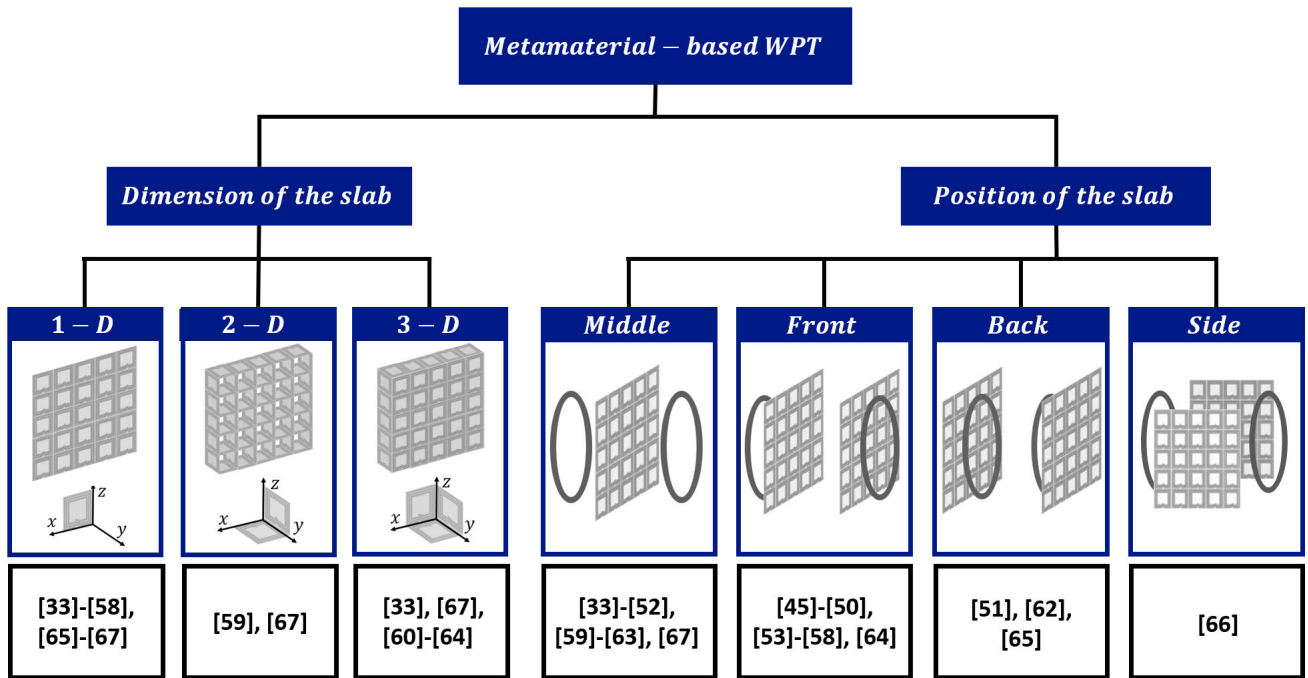 Metamaterial – based WPT
Dimension of the slab
Position of the slab
1 – D
2 – D
3 – D
Middle
Front
Back
Side
z
x
y
z
x
y
z
x
y
[33]-[58],
[65]-[67]
[59], [67]
[33], [67],
[60]-[64]
[33]-[52],
[59]-[63], [67]
[45]-[50],
[53]-[58], [64]
[51], [62],
[65]
[66]